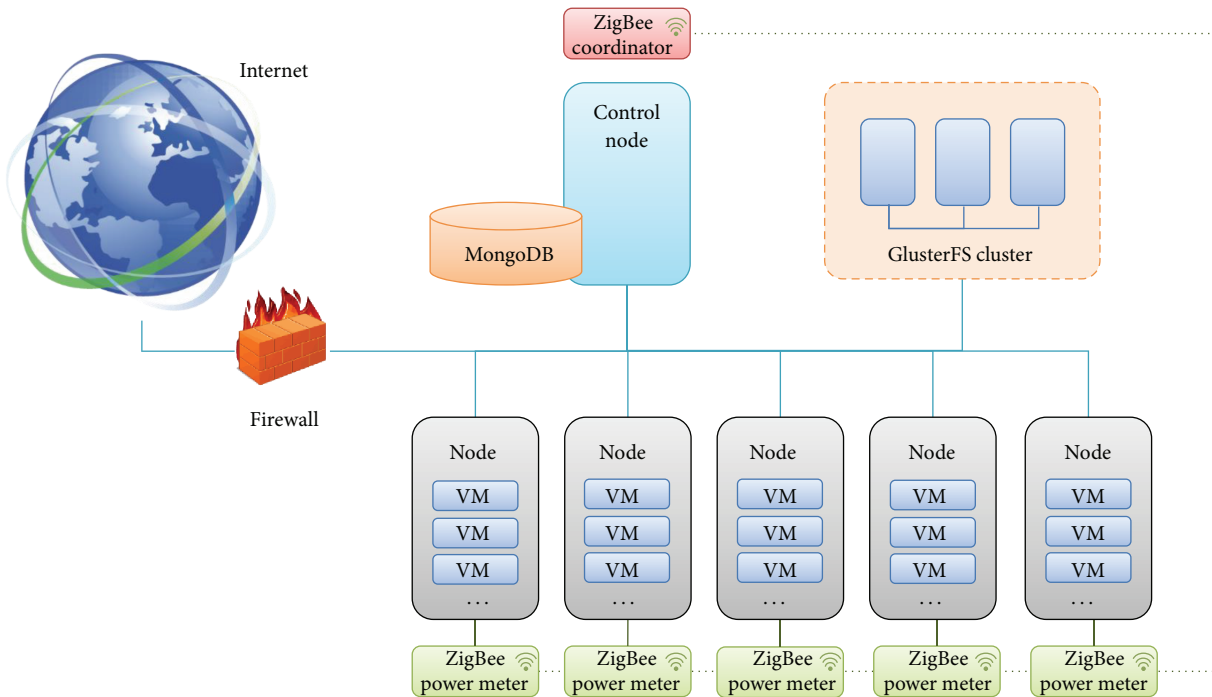 ZigBee
coordinator
Internet
Control
node
MongoDB
GlusterFS cluster
Firewall
Node
VM
VM
VM
...
Node
VM
VM
VM
...
Node
VM
VM
VM
...
Node
VM
VM
VM
...
Node
VM
VM
VM
...
ZigBee
power meter
ZigBee
power meter
ZigBee
power meter
ZigBee
power meter
ZigBee
power meter